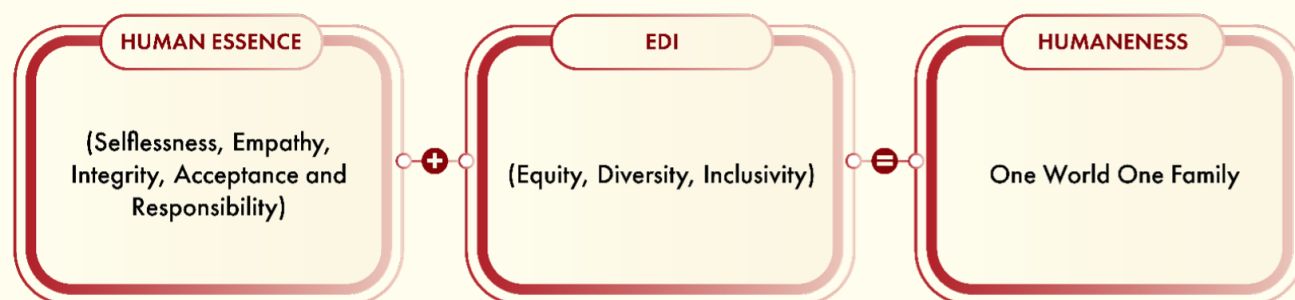 HUMAN ESSENCE
(Selflessness, Empathy,
Integrity, Acceptance and
Responsibility)
+
EDI
(Equity, Diversity, Inclusivity)
=
HUMANENESS
One World One Family